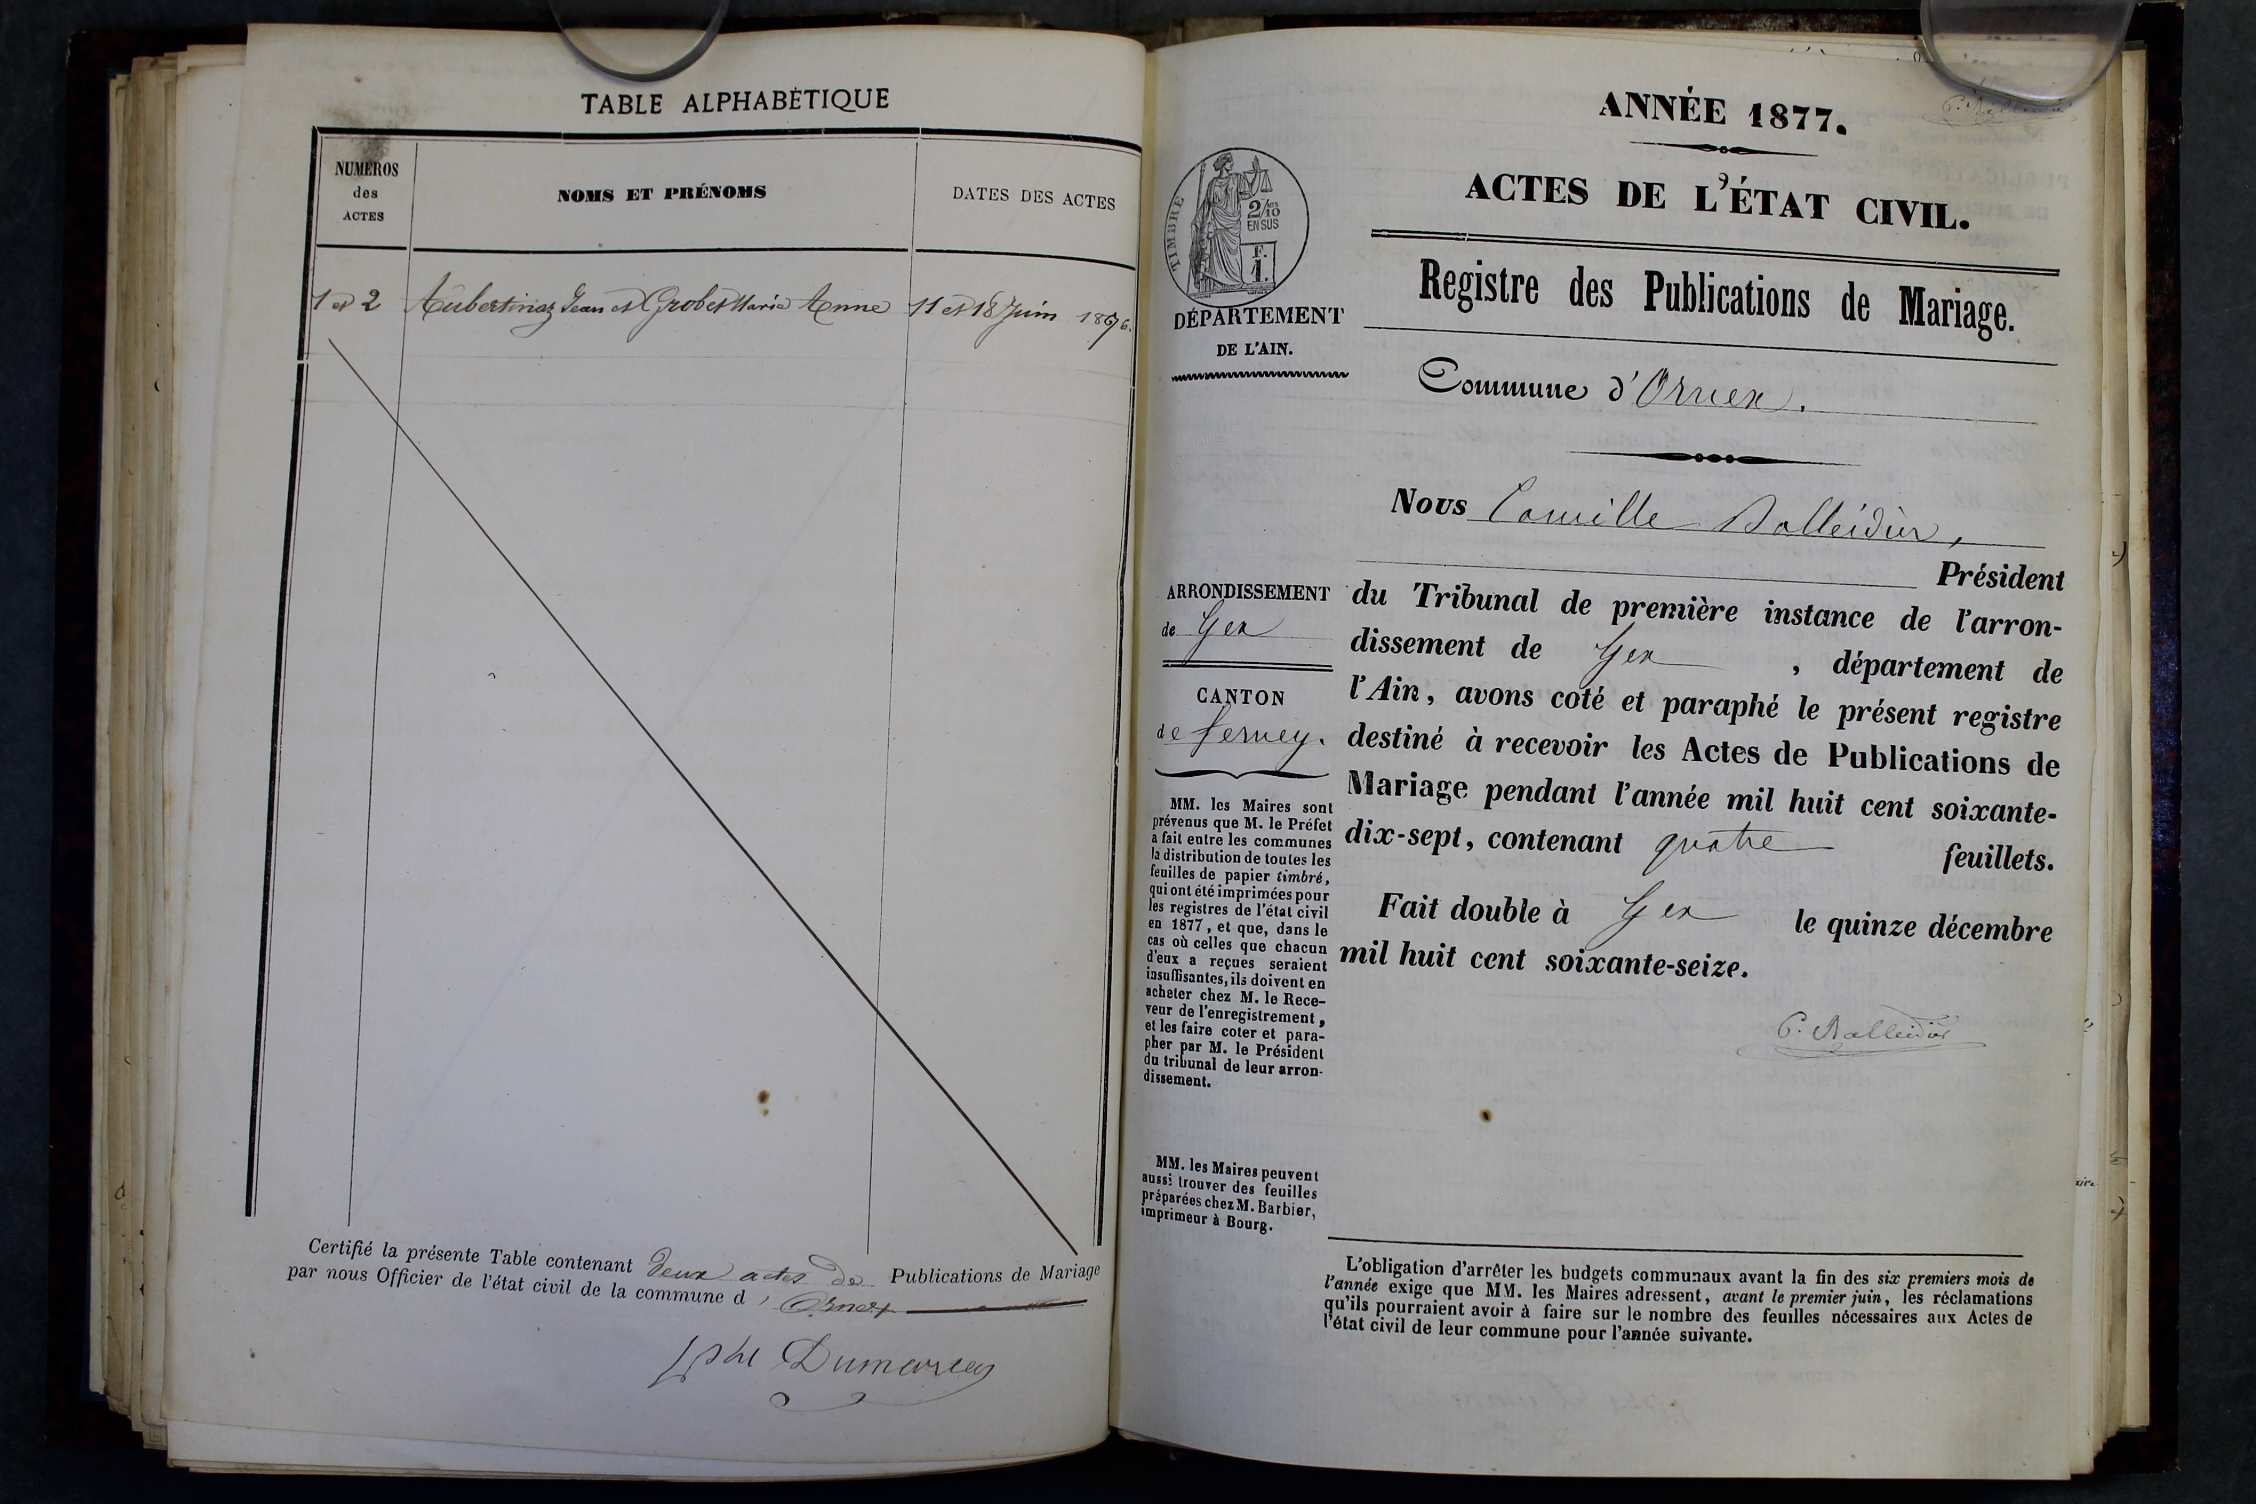 TABLE ALPHABÉTIQUE
NUMÉROS
des
ACTES
NOMS ET PRÉNOMS
DATES DES ACTES
1 et 2 Aubertinaz Jean et Grobet Marie Anne 11 et 18 Juin 1876.
Certifié la présente Table contenant deux actes de Publications de Mariage
par nous Officier de l'état civil de la commune d' Ornex
Dumarcay
ANNÉE 1877.
ACTES DE L'ÉTAT CIVIL.
TIMBRE
2/10
EN SUS
F.
1.
DÉPARTEMENT
DE L'AIN.
Registre des Publications de Mariage.
Commune d'Ornex.
Nous Camille Balleidier,
Président
du Tribunal de première instance de l'arron-
dissement de Gex, département de
l'Ain, avons coté et paraphé le présent registre
destiné à recevoir les Actes de Publications de
Mariage pendant l'année mil huit cent soixante-
dix-sept, contenant quatre feuillets.
Fait double à Gex le quinze décembre
mil huit cent soixante-seize.
C. Balleidier
ARRONDISSEMENT
de Gex
CANTON
de Ferney.
MM. les Maires sont
prévenus que M. le Préfet
a fait entre les communes
la distribution de toutes les
feuilles de papier timbré,
qui ont été imprimées pour
les registres de l'état civil
en 1877, et que, dans le
cas où celles que chacun
d'eux a reçues seraient
insuffisantes, ils doivent en
acheter chez M. le Rece-
veur de l'enregistrement,
et les faire coter et para-
pher par M. le Président
du tribunal de leur arron-
dissement.
MM. les Maires peuvent
aussi trouver des feuilles
préparées chez M. Barbier,
imprimeur à Bourg.
L'obligation d'arrêter les budgets communaux avant la fin des six premiers mois de
l'année exige que MM. les Maires adressent, avant le premier juin, les réclamations
qu'ils pourraient avoir à faire sur le nombre des feuilles nécessaires aux Actes de
l'état civil de leur commune pour l'année suivante.